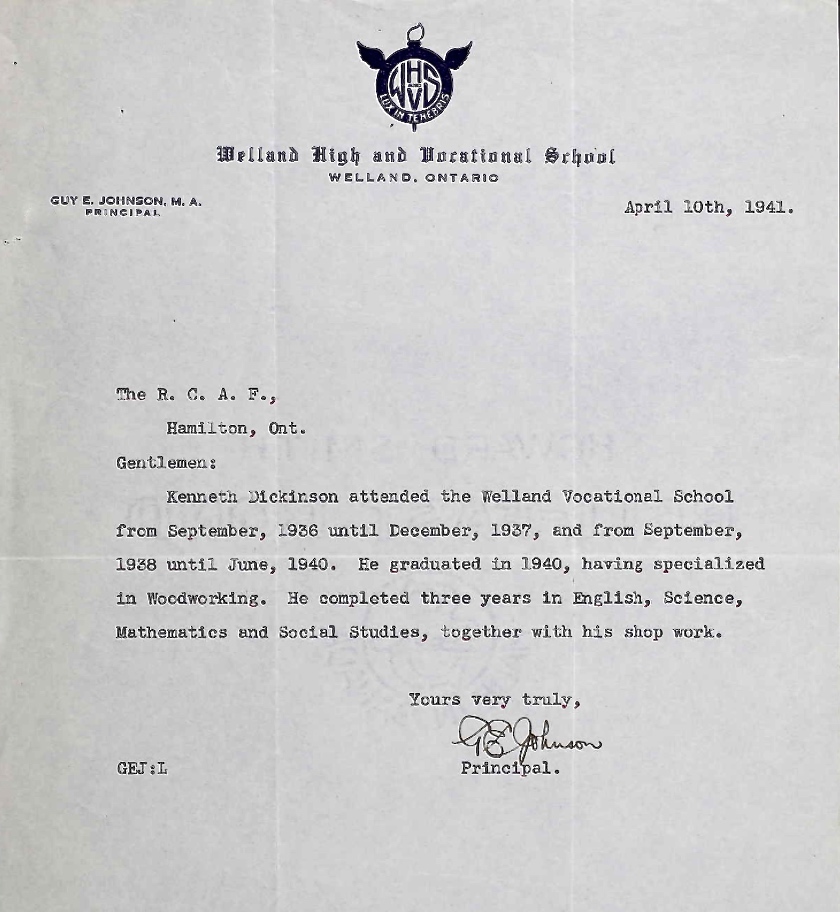 WHVS
AND
LUX IN TENEBRIS
Welland High and Vocational School
WELLAND, ONTARIO
GUY E. JOHNSON, M. A.
PRINCIPAL
April 10th, 1941.
The R. C. A. F.,
Hamilton, Ont.
Gentlemen:
Kenneth Dickinson attended the Welland Vocational School
from September, 1936 until December, 1937, and from September,
1938 until June, 1940. He graduated in 1940, having specialized
in Woodworking. He completed three years in English, Science,
Mathematics and Social Studies, together with his shop work.
Yours very truly,
GEJohnson
GEJ:L Principal.